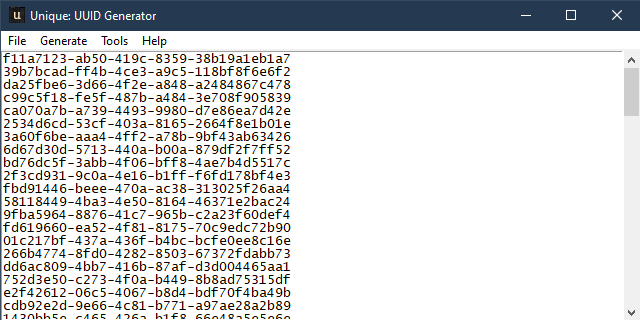 u Unique: UUID Generator
File Generate Tools Help
f11a7123-ab50-419c-8359-38b19a1eb1a7
39b7bcad-ff4b-4ce3-a9c5-118bf8f6e6f2
da25fbe6-3d66-4f2e-a848-a2484867c478
c99c5f18-fe5f-487b-a484-3e708f905839
ca070a7b-a739-4493-9980-d7e86ea7d42e
2534d6cd-53cf-403a-8165-2664f8e1b01e
3a60f6be-aaa4-4ff2-a78b-9bf43ab63426
6d67d30d-5713-440a-b00a-879df2f7ff52
bd76dc5f-3abb-4f06-bff8-4ae7b4d5517c
2f3cd931-9c0a-4e16-b1ff-f6fd178bf4e3
fbd91446-beee-470a-ac38-313025f26aa4
58118449-4ba3-4e50-8164-46371e2bac24
9fba5964-8876-41c7-965b-c2a23f60def4
fd619660-ea52-4f81-8175-70c9edc72b90
01c217bf-437a-436f-b4bc-bcfe0ee8c16e
266b4774-8fd0-4282-8503-67372fdabb73
dd6ac809-4bb7-416b-87af-d3d004465aa1
752d3e50-c273-4f0a-b449-8b8ad75315df
e2f42612-06c5-4067-b8d4-bdf70f4ba49b
cdb92e2d-9e66-4c81-b771-a97ae28a2b89